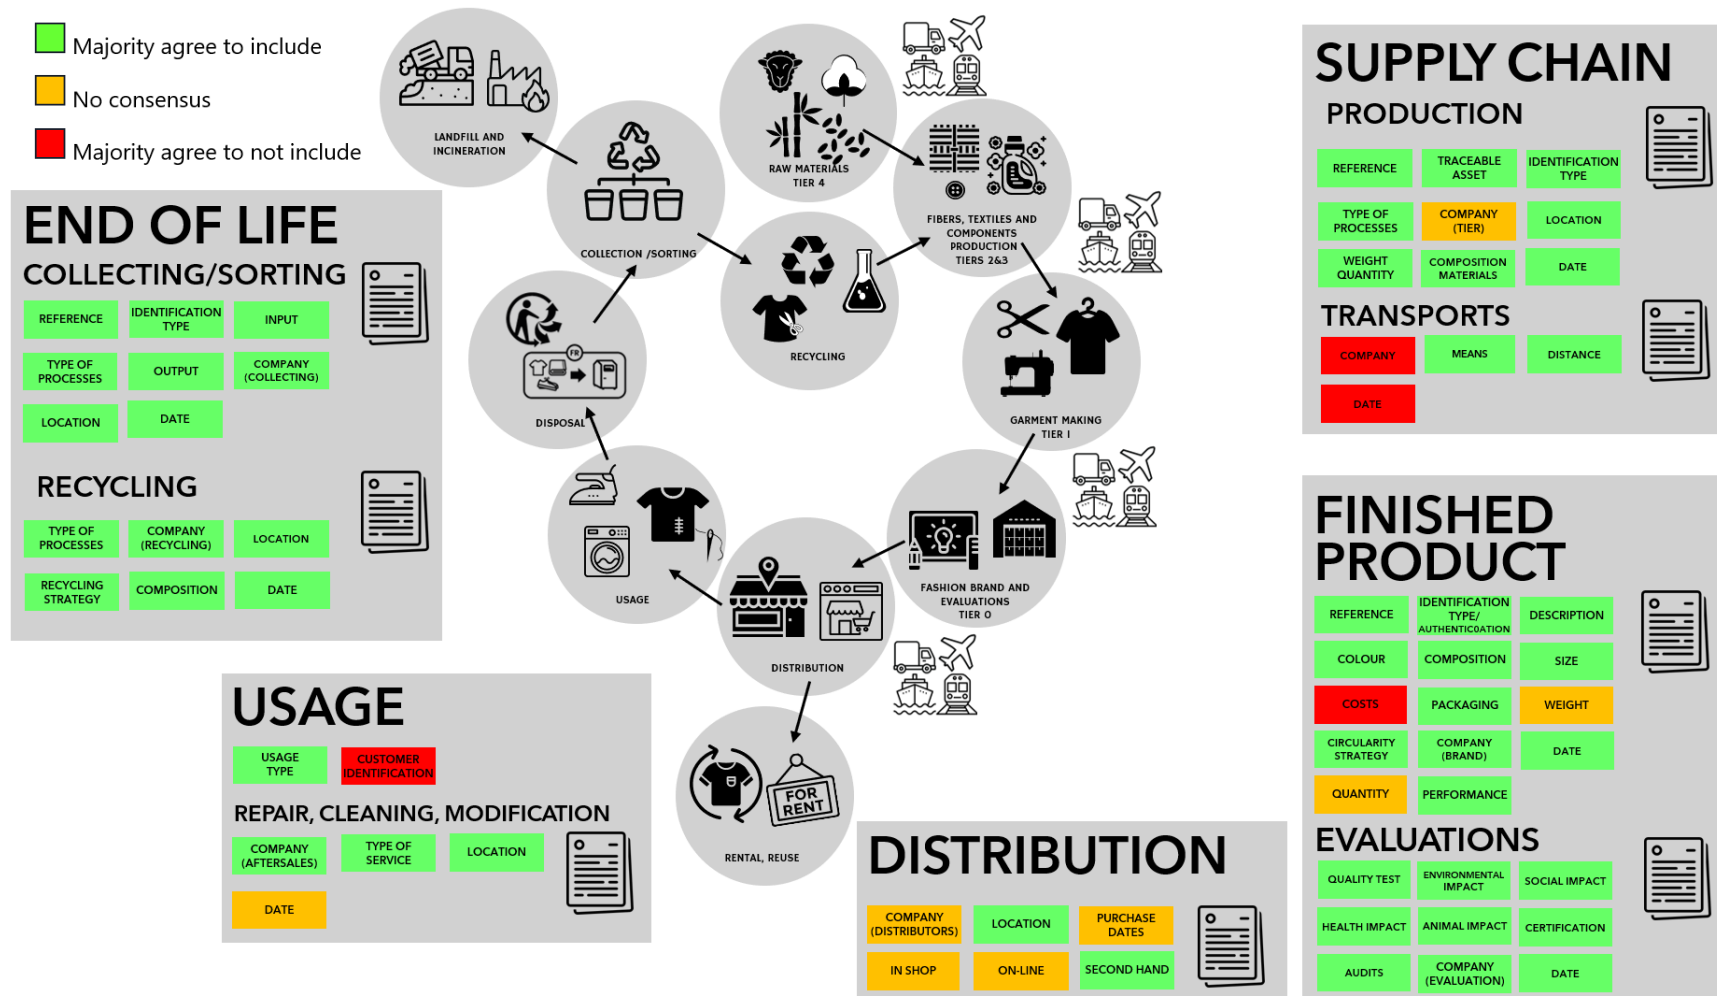 Majority agree to include
No consensus
Majority agree to not include
LANDFILL AND
INCINERATION
COLLECTION /SORTING
RAW MATERIALS
TIER 4
FIBERS, TEXTILES AND
COMPONENTS
PRODUCTION
TIERS 2&3
RECYCLING
GARMENT MAKING
TIER 1
FR
DISPOSAL
USAGE
FASHION BRAND AND
EVALUATIONS
TIER 0
DISTRIBUTION
FOR
RENT
RENTAL, REUSE
END OF LIFE
COLLECTING/SORTING
REFERENCE
IDENTIFICATION
TYPE
INPUT
TYPE OF
PROCESSES
OUTPUT
COMPANY
(COLLECTING)
LOCATION
DATE
RECYCLING
TYPE OF
PROCESSES
COMPANY
(RECYCLING)
LOCATION
RECYCLING
STRATEGY
COMPOSITION
DATE
USAGE
USAGE
TYPE
CUSTOMER
IDENTIFICATION
REPAIR, CLEANING, MODIFICATION
COMPANY
(AFTERSALES)
TYPE OF
SERVICE
LOCATION
DATE
DISTRIBUTION
COMPANY
(DISTRIBUTORS)
LOCATION
PURCHASE
DATES
IN SHOP
ON-LINE
SECOND HAND
SUPPLY CHAIN
PRODUCTION
REFERENCE
TRACEABLE
ASSET
IDENTIFICATION
TYPE
TYPE OF
PROCESSES
COMPANY
(TIER)
LOCATION
WEIGHT
QUANTITY
COMPOSITION
MATERIALS
DATE
TRANSPORTS
COMPANY
MEANS
DISTANCE
DATE
FINISHED
PRODUCT
REFERENCE
IDENTIFICATION
TYPE/
AUTHENTICOATION
DESCRIPTION
COLOUR
COMPOSITION
SIZE
COSTS
PACKAGING
WEIGHT
CIRCULARITY
STRATEGY
COMPANY
(BRAND)
DATE
QUANTITY
PERFORMANCE
EVALUATIONS
QUALITY TEST
ENVIRONMENTAL
IMPACT
SOCIAL IMPACT
HEALTH IMPACT
ANIMAL IMPACT
CERTIFICATION
AUDITS
COMPANY
(EVALUATION)
DATE